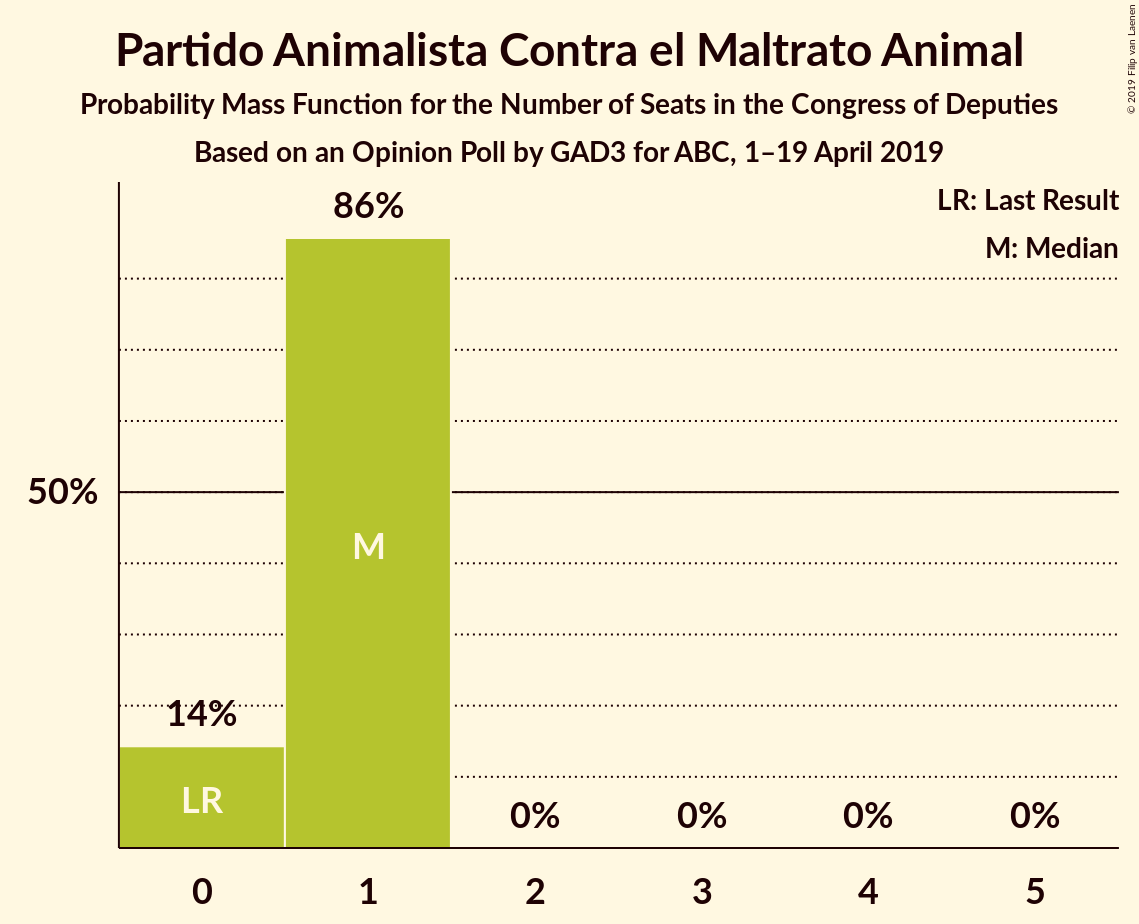 Partido Animalista Contra el Maltrato Animal
Probability Mass Function for the Number of Seats in the Congress of Deputies
Based on an Opinion Poll by GAD3 for ABC, 1–19 April 2019
© 2019 Filip van Laenen
LR: Last Result
M: Median
86%
50%
M
14%
LR
0%
0%
0%
0%
0
1
2
3
4
5